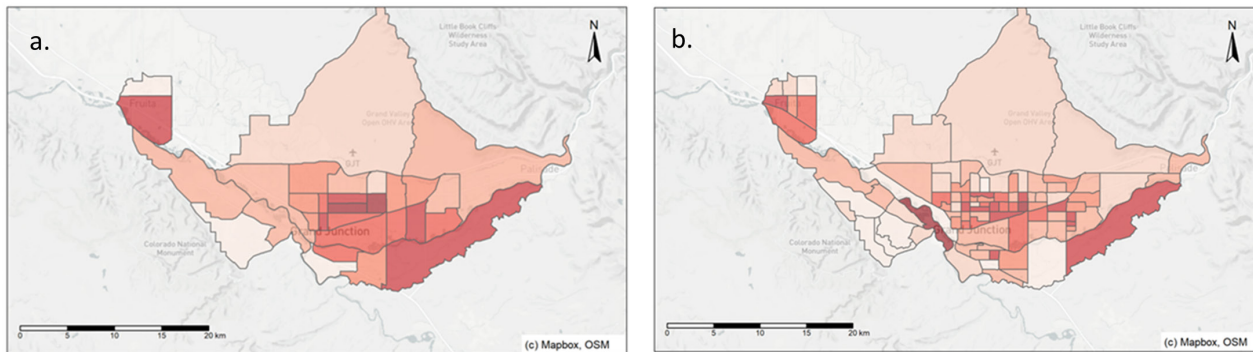 a.
Little Book Cliffs
Wilderness
Study Area
N
Fruita
Grand Valley
Open OHV Area
GJT
Palisade
Grand Junction
Colorado National
Monument
0 5 10 15 20 km
(c) Mapbox, OSM
b.
Little Book Cliffs
Wilderness
Study Area
N
Grand Valley
Open OHV Area
GJT
Palisade
Grand Junction
Colorado National
Monument
0 5 10 15 20 km
(c) Mapbox, OSM